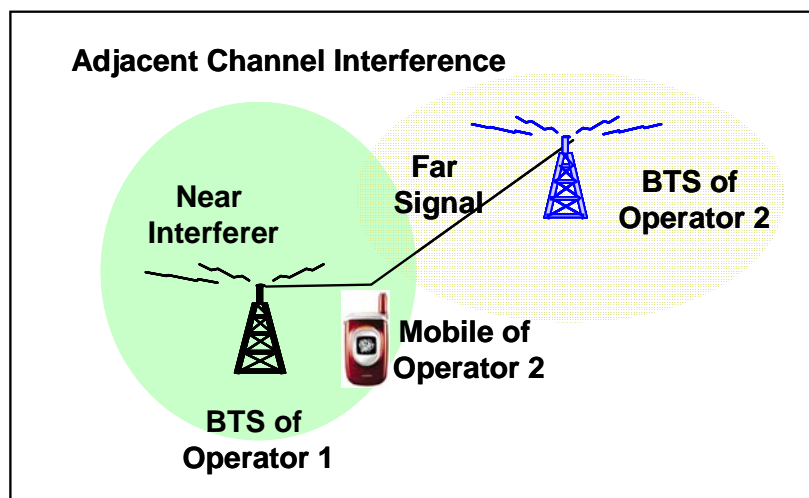 Adjacent Channel Interference
Far
Signal
BTS of
Operator 2
Near
Interferer
Mobile of
Operator 2
BTS of
Operator 1